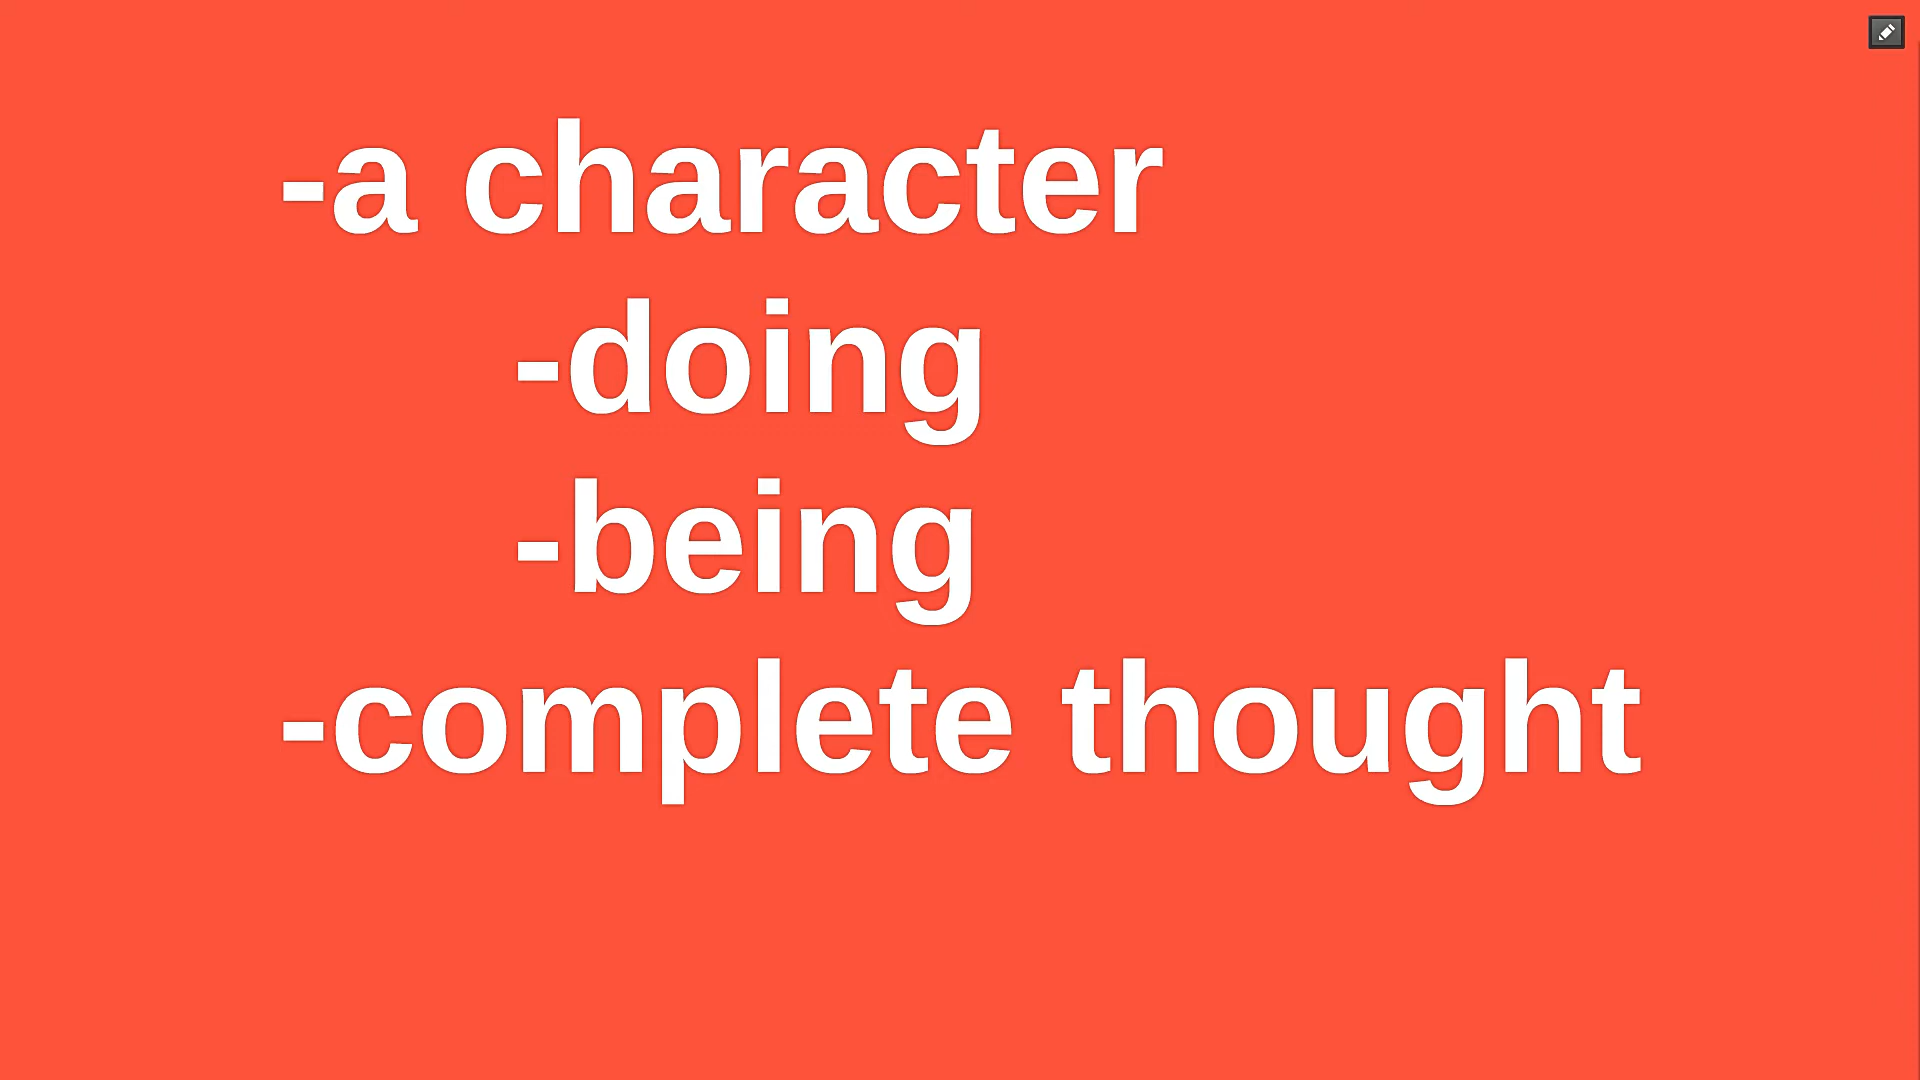 -a character
-doing
-being
-complete thought